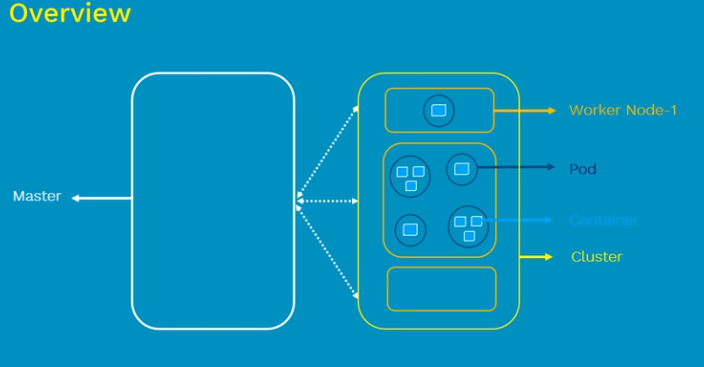 Overview
Worker Node-1
Pod
Master
Container
Cluster